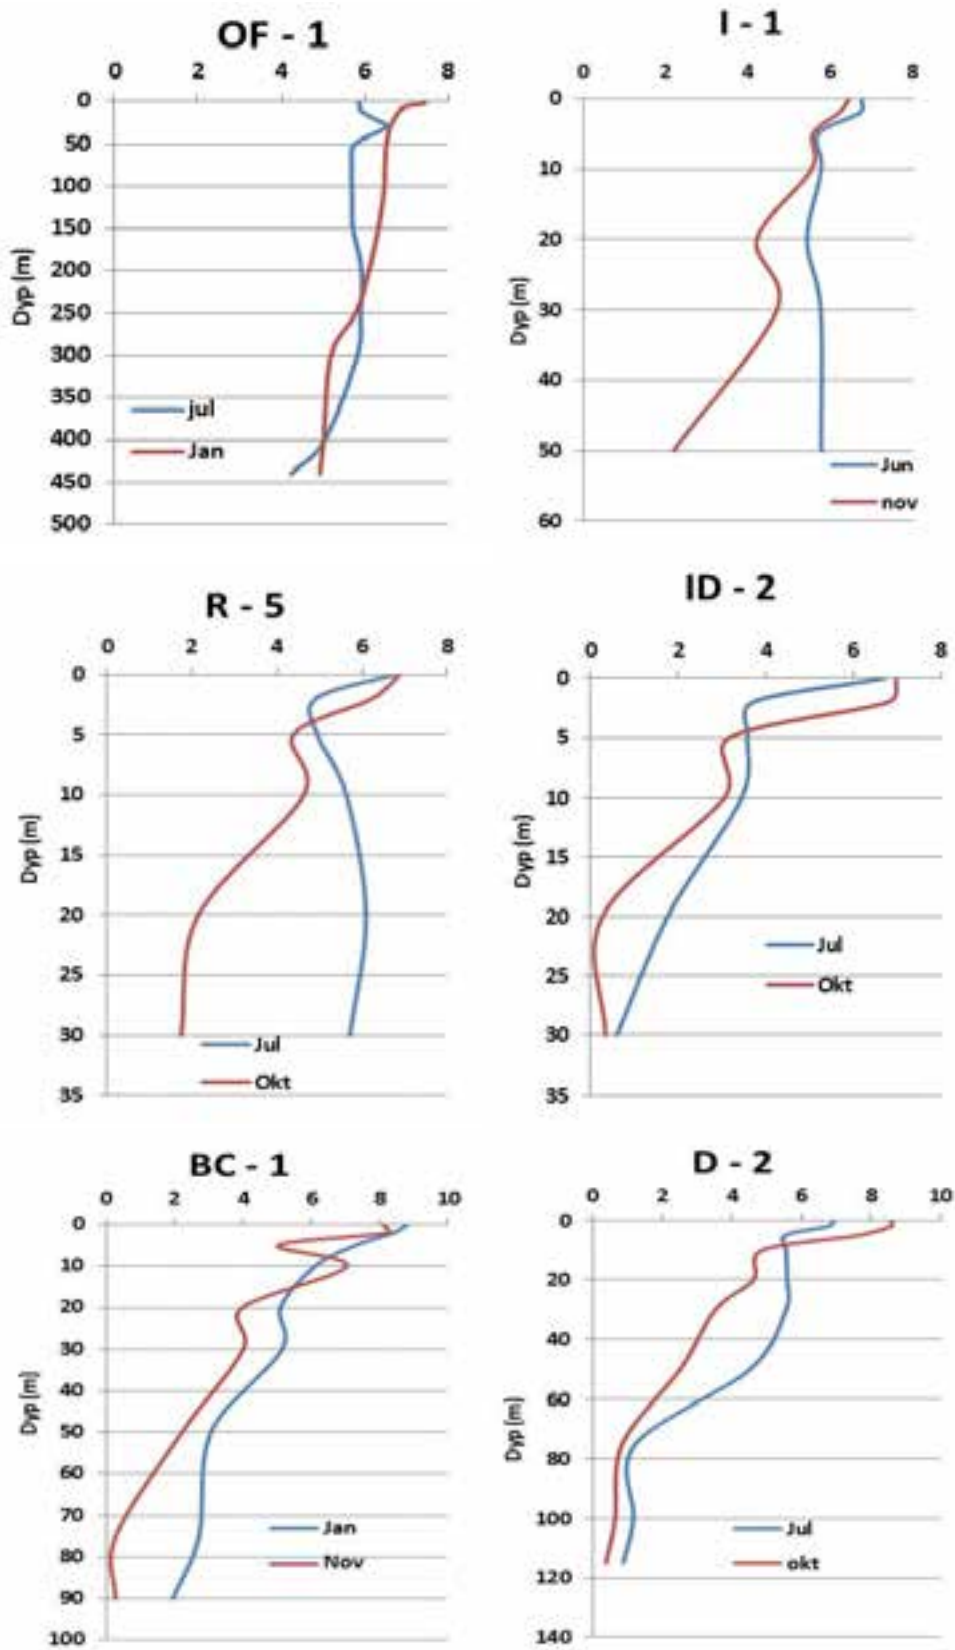 OF - 1
0 2 4 6 8
0
50
100
150
200
250
300
350
400
450
500
Dyp (m)
jul
Jan
I - 1
0 2 4 6 8
0
10
20
30
40
50
60
Dyp (m)
Jun
nov
R - 5
0 2 4 6 8
0
5
10
15
20
25
30
35
Dyp (m)
Jul
Okt
ID - 2
0 2 4 6 8
0
5
10
15
20
25
30
35
Dyp (m)
Jul
Okt
BC - 1
0 2 4 6 8 10
0
10
20
30
40
50
60
70
80
90
100
Dyp (m)
Jan
Nov
D - 2
0 2 4 6 8 10
0
20
40
60
80
100
120
140
Dyp (m)
Jul
okt